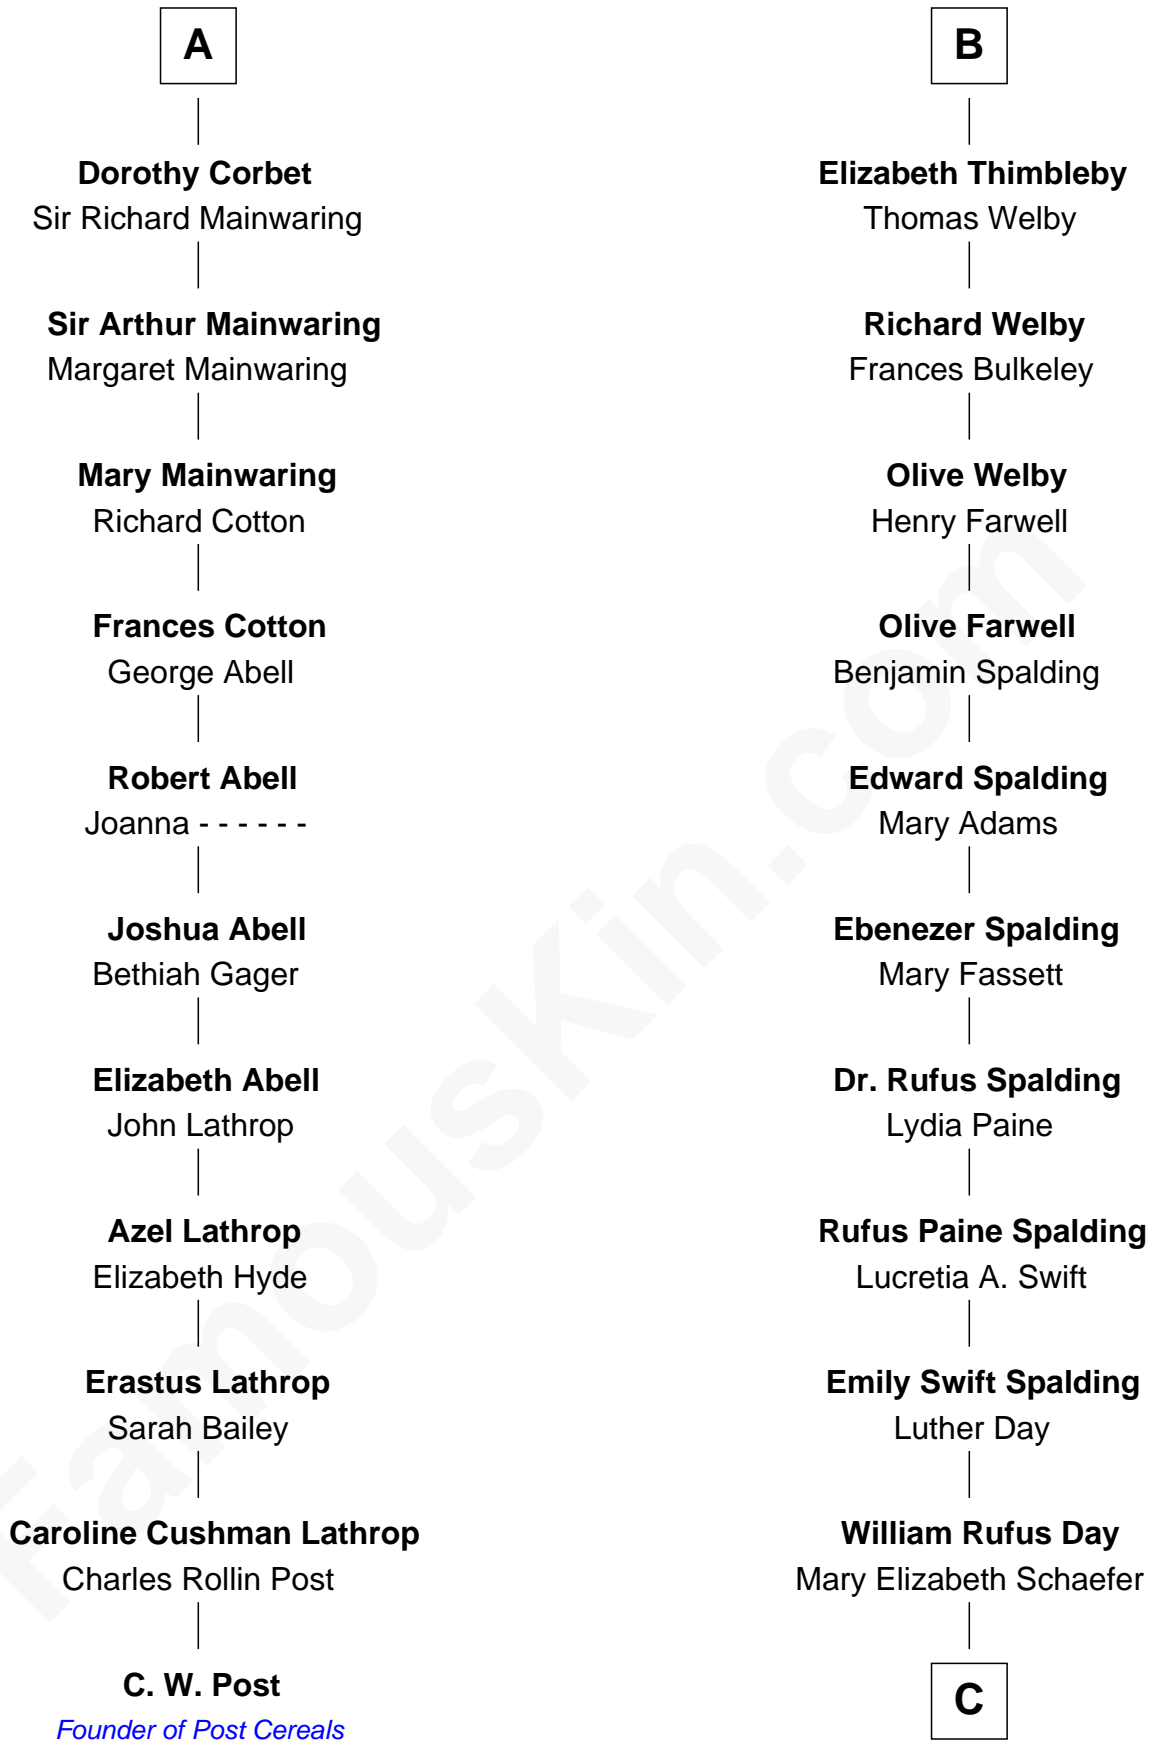 A
Dorothy Corbet
Sir Richard Mainwaring
Sir Arthur Mainwaring
Margaret Mainwaring
Mary Mainwaring
Richard Cotton
Frances Cotton
George Abell
Robert Abell
Joanna - - - - - -
Joshua Abell
Bethiah Gager
Elizabeth Abell
John Lathrop
Azel Lathrop
Elizabeth Hyde
Erastus Lathrop
Sarah Bailey
Caroline Cushman Lathrop
Charles Rollin Post
C. W. Post
Founder of Post Cereals
B
Elizabeth Thimbleby
Thomas Welby
Richard Welby
Frances Bulkeley
Olive Welby
Henry Farwell
Olive Farwell
Benjamin Spalding
Edward Spalding
Mary Adams
Ebenezer Spalding
Mary Fassett
Dr. Rufus Spalding
Lydia Paine
Rufus Paine Spalding
Lucretia A. Swift
Emily Swift Spalding
Luther Day
William Rufus Day
Mary Elizabeth Schaefer
C
FamousKin.com